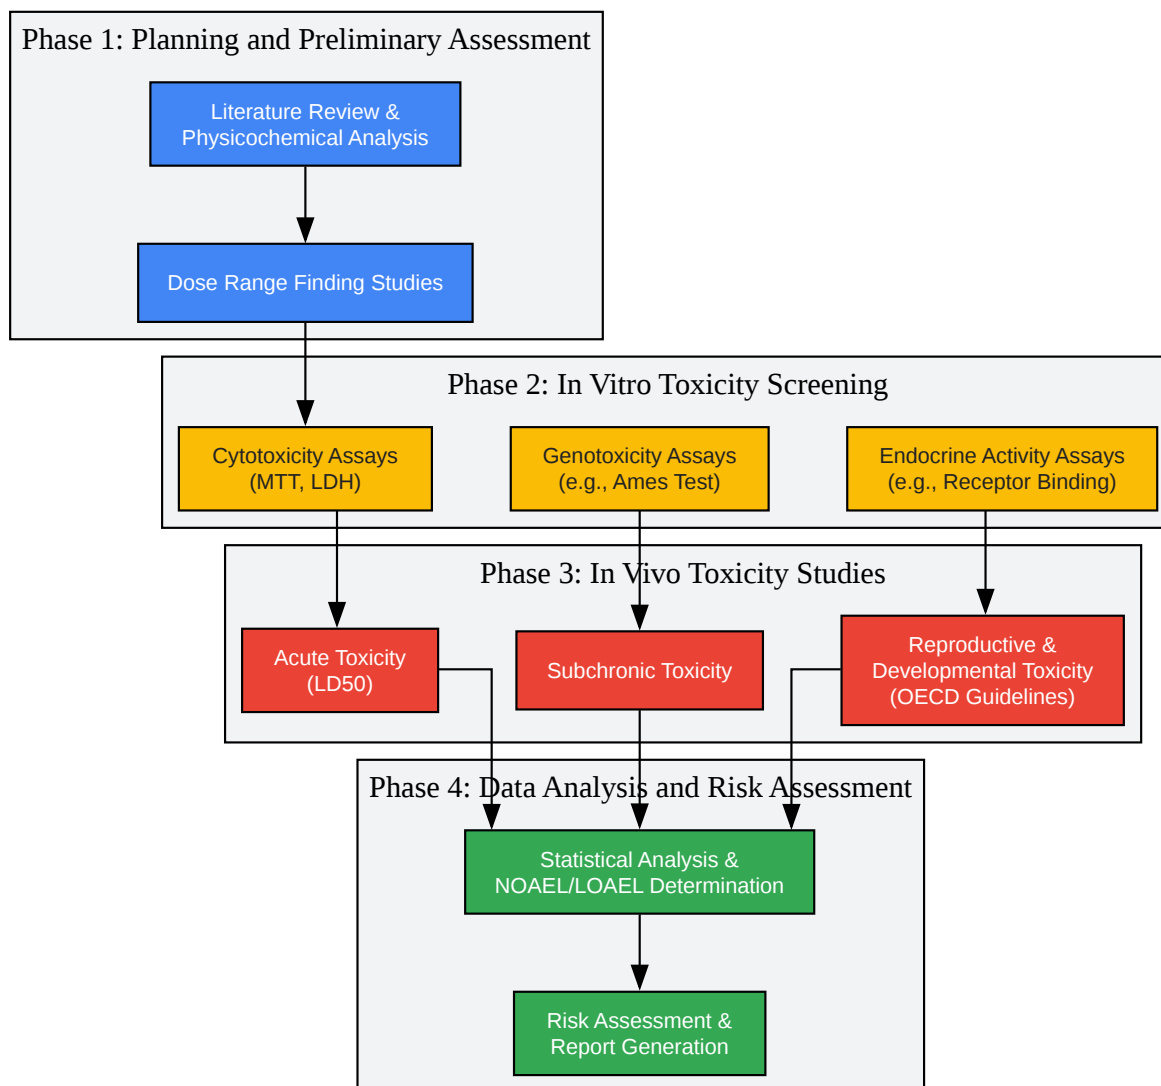 Phase 1: Planning and Preliminary Assessment
Literature Review &
Physicochemical Analysis
Dose Range Finding Studies
Phase 2: In Vitro Toxicity Screening
Cytotoxicity Assays
(MTT, LDH)
Genotoxicity Assays
(e.g., Ames Test)
Endocrine Activity Assays
(e.g., Receptor Binding)
Phase 3: In Vivo Toxicity Studies
Acute Toxicity
(LD50)
Subchronic Toxicity
Reproductive &
Developmental Toxicity
(OECD Guidelines)
Phase 4: Data Analysis and Risk Assessment
Statistical Analysis &
NOAEL/LOAEL Determination
Risk Assessment &
Report Generation